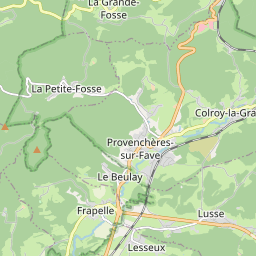 La Grande-
Fosse
La Petite-Fosse
Colroy-la-Gra
Provenchères-
sur-Fave
Le Beulay
Frapelle
Lusse
Lesseux